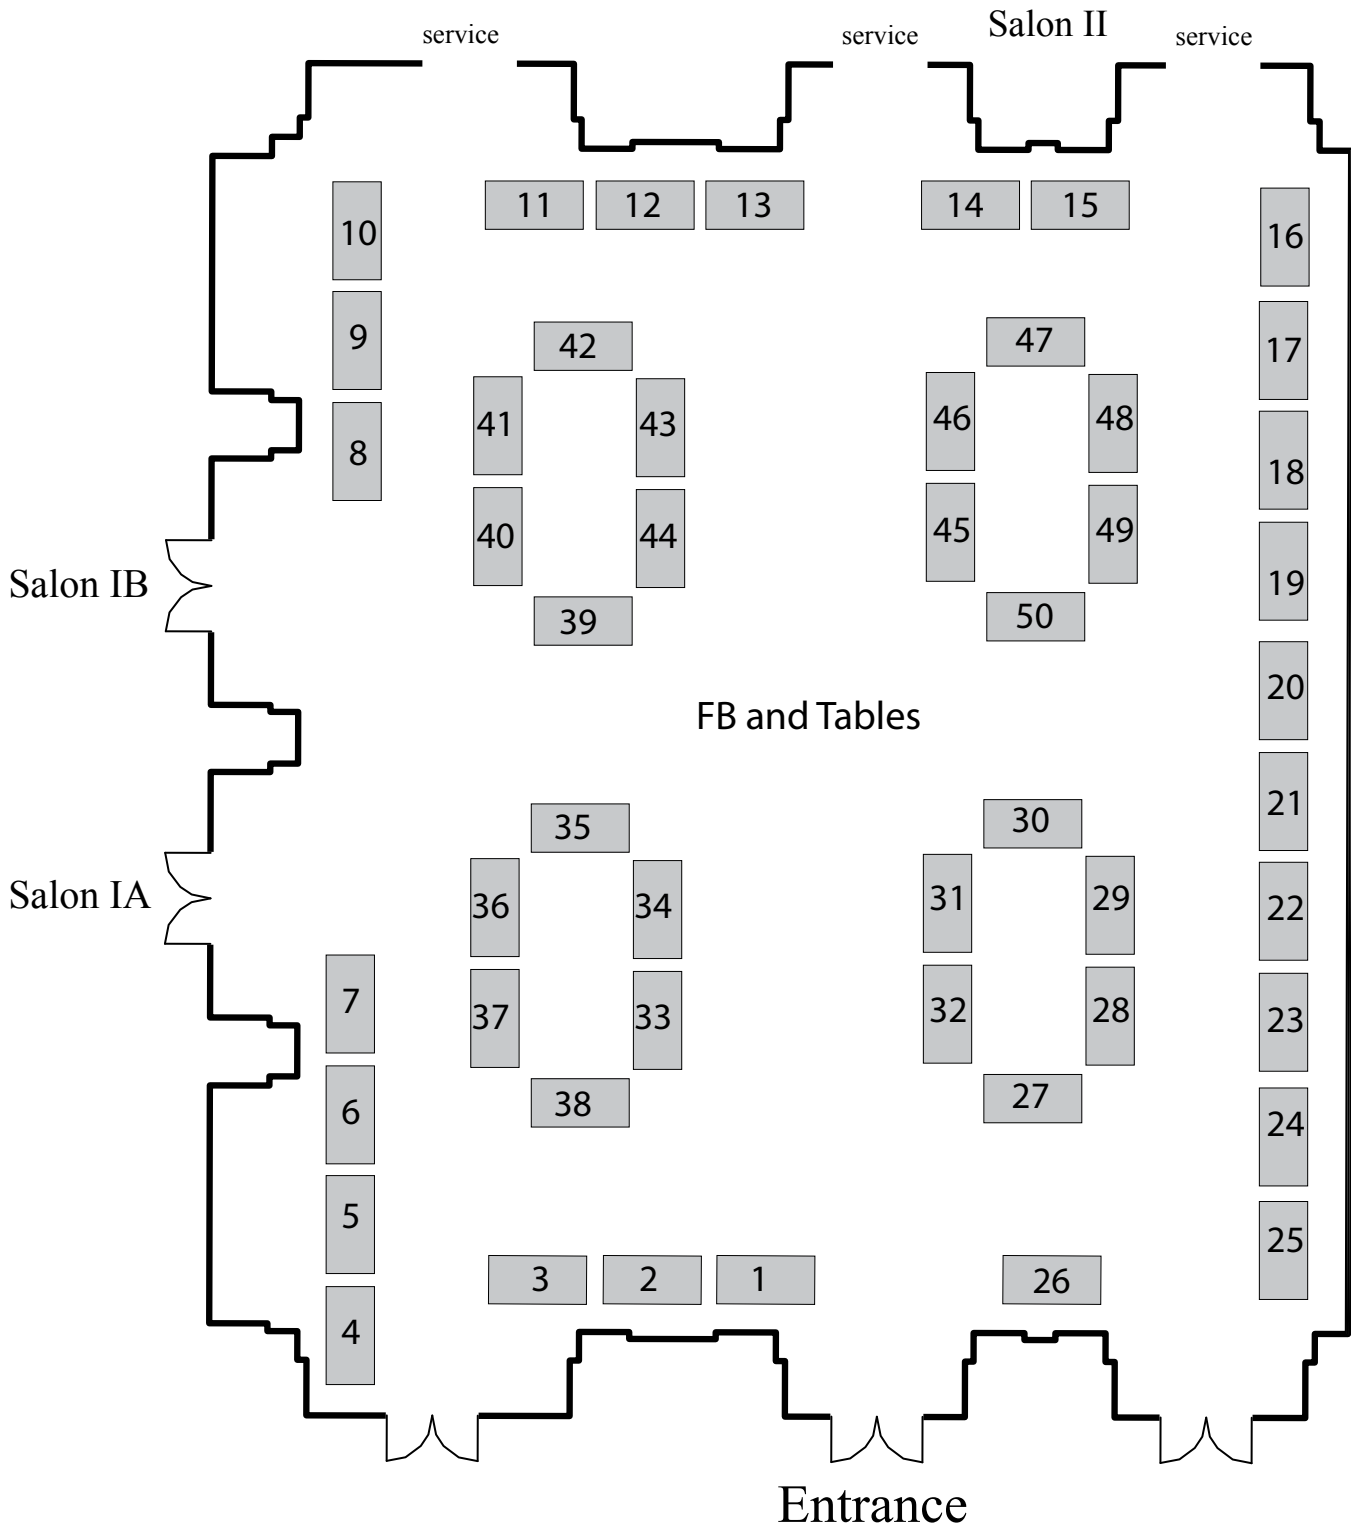 Salon II
service service service
11 12 13 14 15
10 16
9 42 47 17
41 43 46 48
8 18
40 44 45 49
Salon IB 19
39 50
20
FB and Tables
35 30 21
Salon IA 36 34 31 29 22
7 37 33 32 28 23
6 38 27 24
5 25
3 2 1 26
4
Entrance